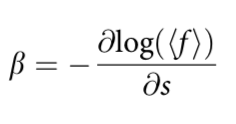 β = − ∂log(⟨f⟩) / ∂s